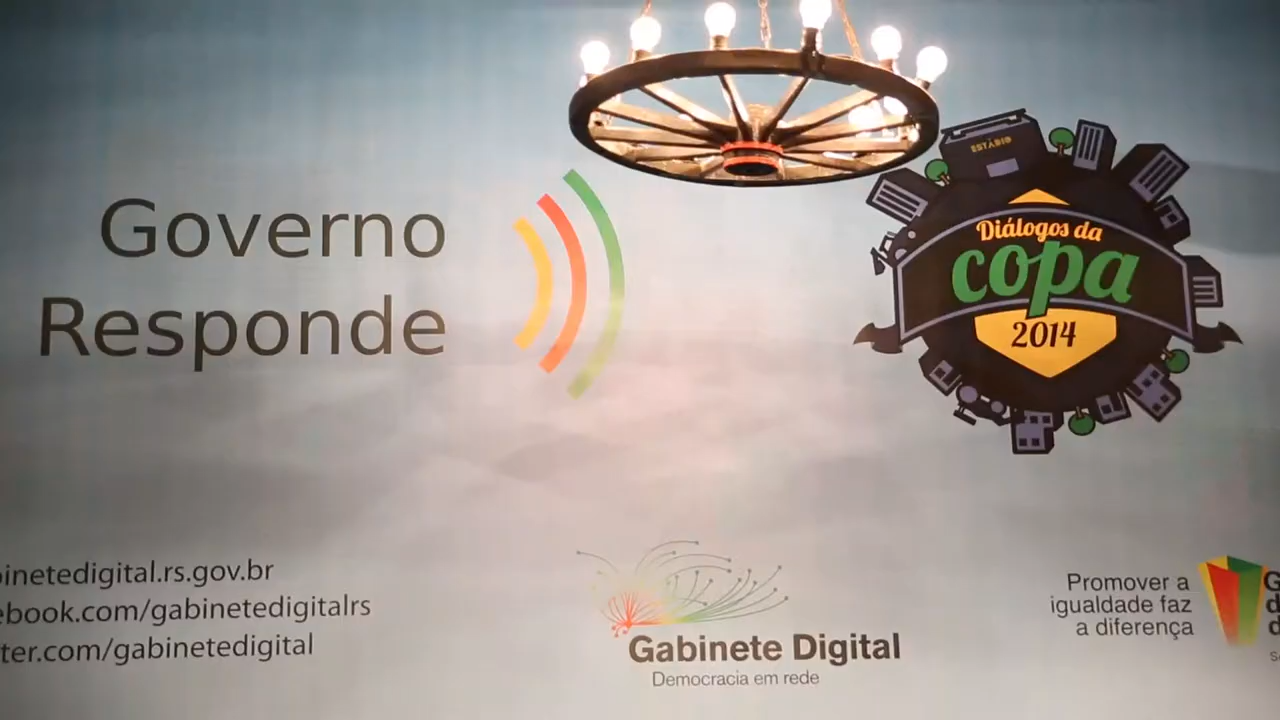 Governo
Responde
ESTÁDIO
Diálogos da
copa
2014
inetedigital.rs.gov.br
ebook.com/gabinetedigitalrs
ter.com/gabinetedigital
Gabinete Digital
Democracia em rede
Promover a
igualdade faz
a diferença